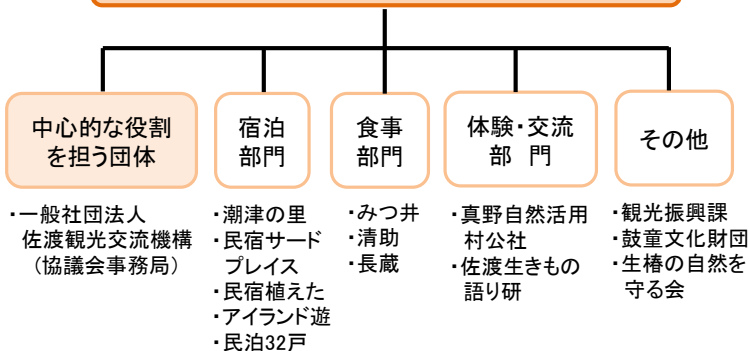 中心的な役割
を担う団体
・一般社団法人
佐渡観光交流機構
（協議会事務局）
宿泊
部門
・潮津の里
・民宿サード
プレイス
・民宿植えた
・アイランド遊
・民泊32戸
食事
部門
・みつ井
・清助
・長蔵
体験・交流
部　門
・真野自然活用
村公社
・佐渡生きもの
語り研
その他
・観光振興課
・鼓童文化財団
・生椿の自然を
守る会